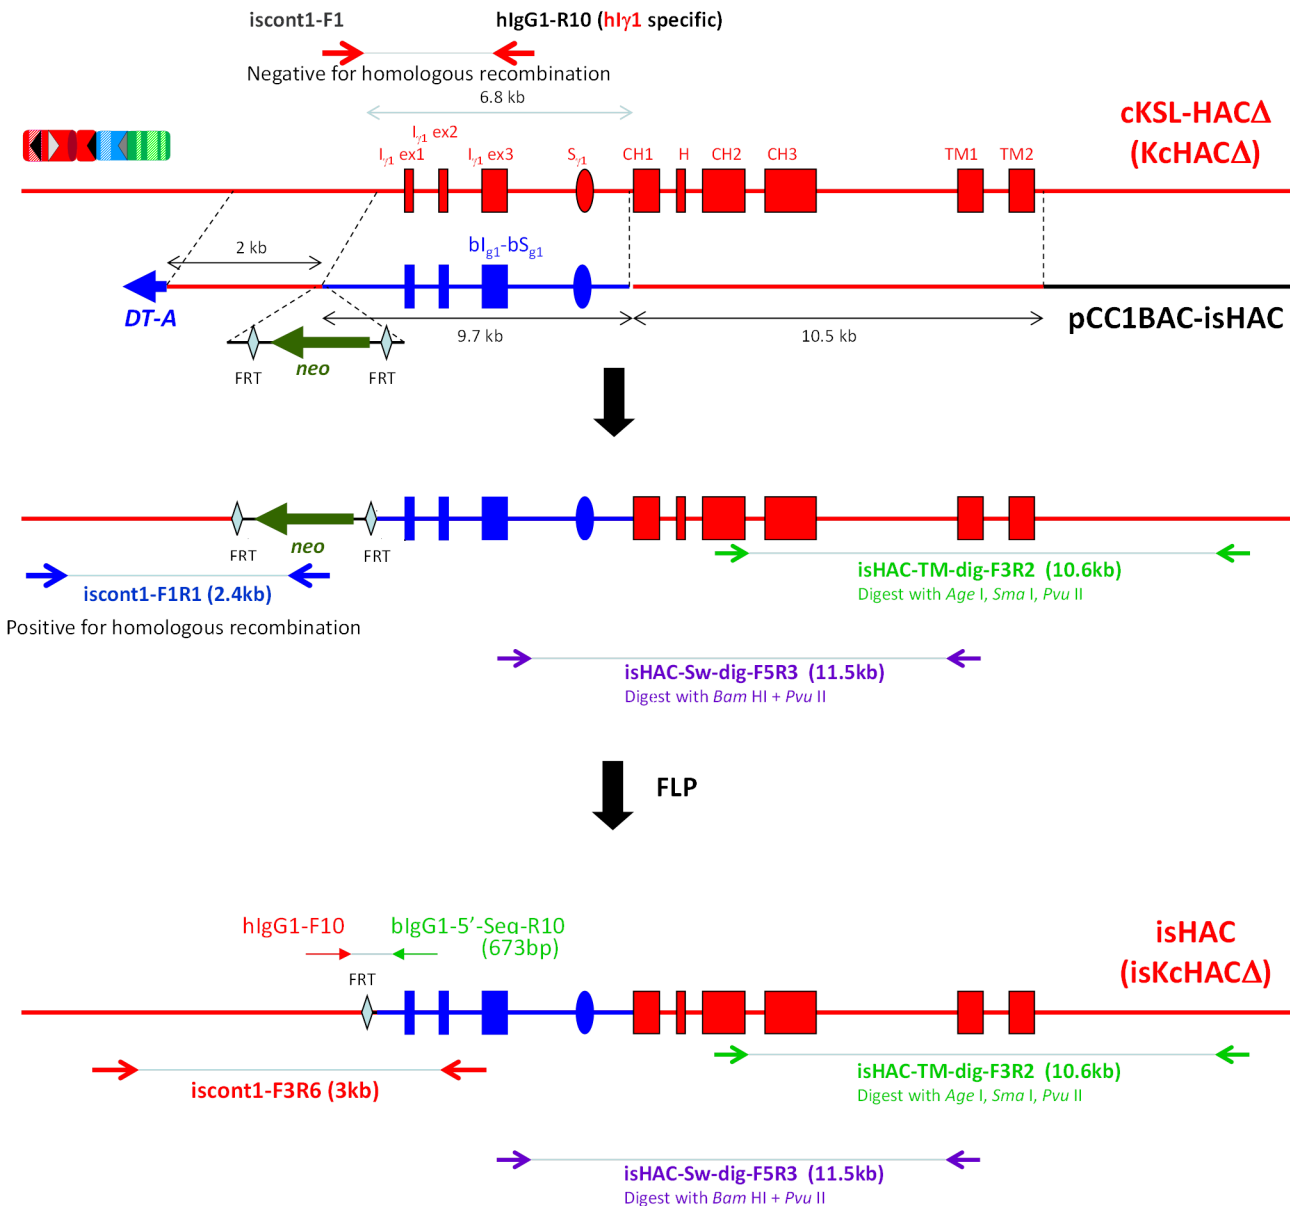 iscont1-F1
hIgG1-R10 (hIγ1 specific)
Negative for homologous recombination
6.8 kb
cKSL-HACΔ
(KcHACΔ)
Iγ1 ex1
Iγ1 ex2
Iγ1 ex3
Sγ1
CH1
H
CH2
CH3
TM1
TM2
2 kb
bIg1-bSg1
DT-A
pCC1BAC-isHAC
9.7 kb
10.5 kb
FRT
neo
FRT
FRT
neo
FRT
iscont1-F1R1 (2.4kb)
Positive for homologous recombination
isHAC-TM-dig-F3R2 (10.6kb)
Digest with Age I, Sma I, Pvu II
isHAC-Sw-dig-F5R3 (11.5kb)
Digest with Bam HI + Pvu II
FLP
hIgG1-F10
bIgG1-5’-Seq-R10
(673bp)
FRT
isHAC
(isKcHACΔ)
iscont1-F3R6 (3kb)
isHAC-TM-dig-F3R2 (10.6kb)
Digest with Age I, Sma I, Pvu II
isHAC-Sw-dig-F5R3 (11.5kb)
Digest with Bam HI + Pvu II